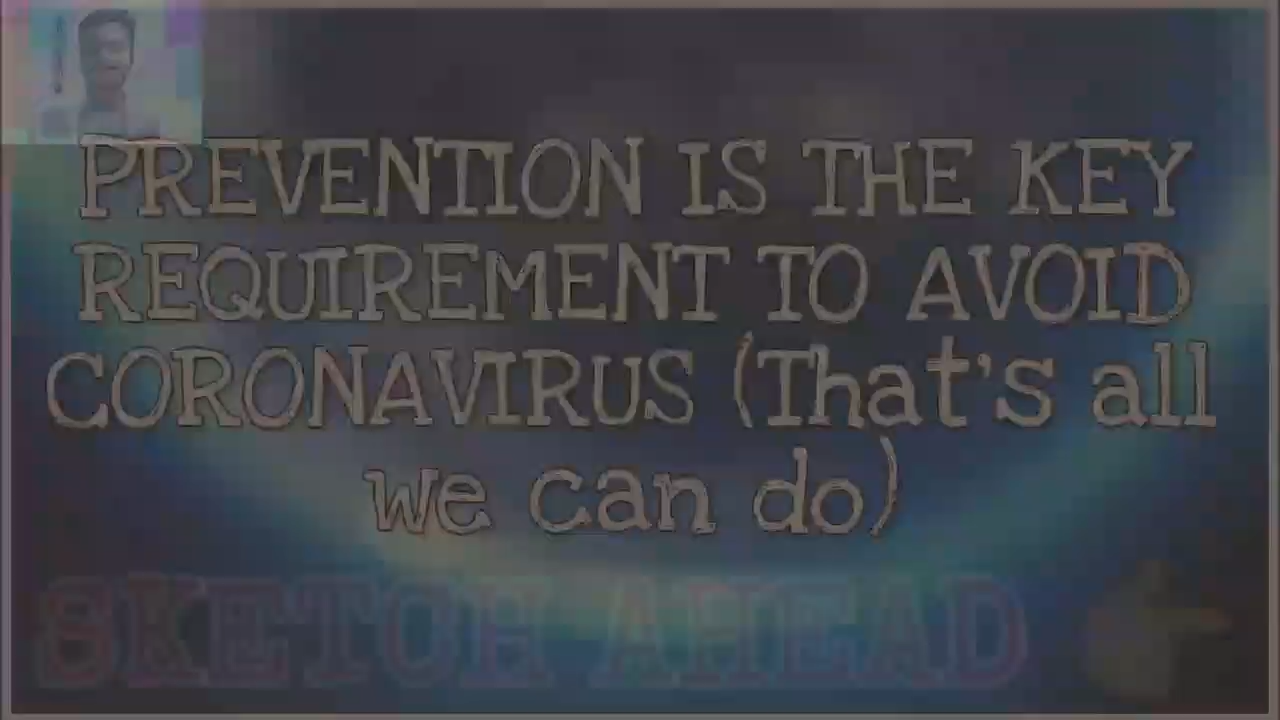 PREVENTION IS THE KEY
REQUIREMENT TO AVOID
CORONAVIRUS (That's all
we can do)
SKETCH AHEAD